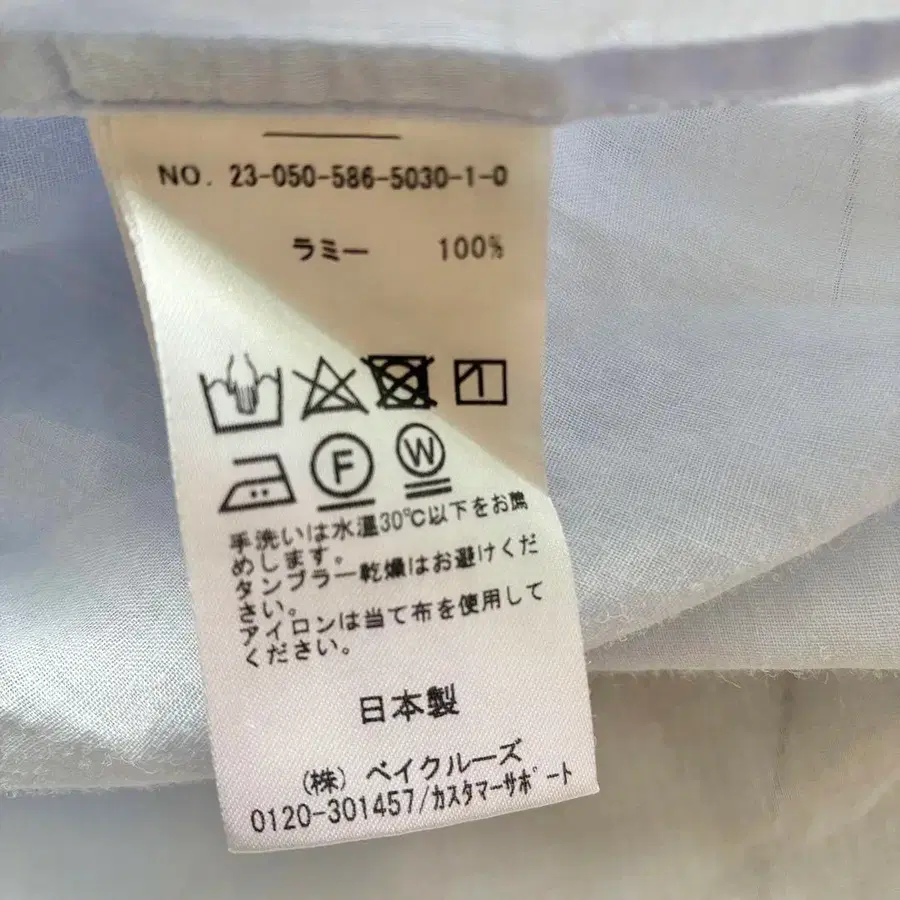 NO. 23-050-586-5030-1-0
ラミー 100%
F W
手洗いは水温30℃以下をお薦
めします。
タンブラー乾燥はお避けくだ
さい。
アイロンは当て布を使用して
ください。
日本製
(株) ベイクルーズ
0120-301457/カスタマーサポート